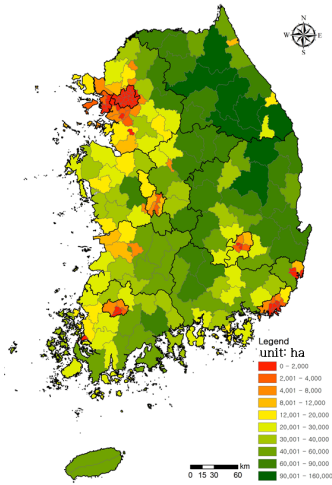 N
W E
S
Legend
unit: ha
0 - 2,000
2,001 - 4,000
4,001 - 8,000
8,001 - 12,000
12,001 - 20,000
20,001 - 30,000
30,001 - 40,000
40,001 - 60,000
60,001 - 90,000
90,001 - 160,000
km
0 15 30 60